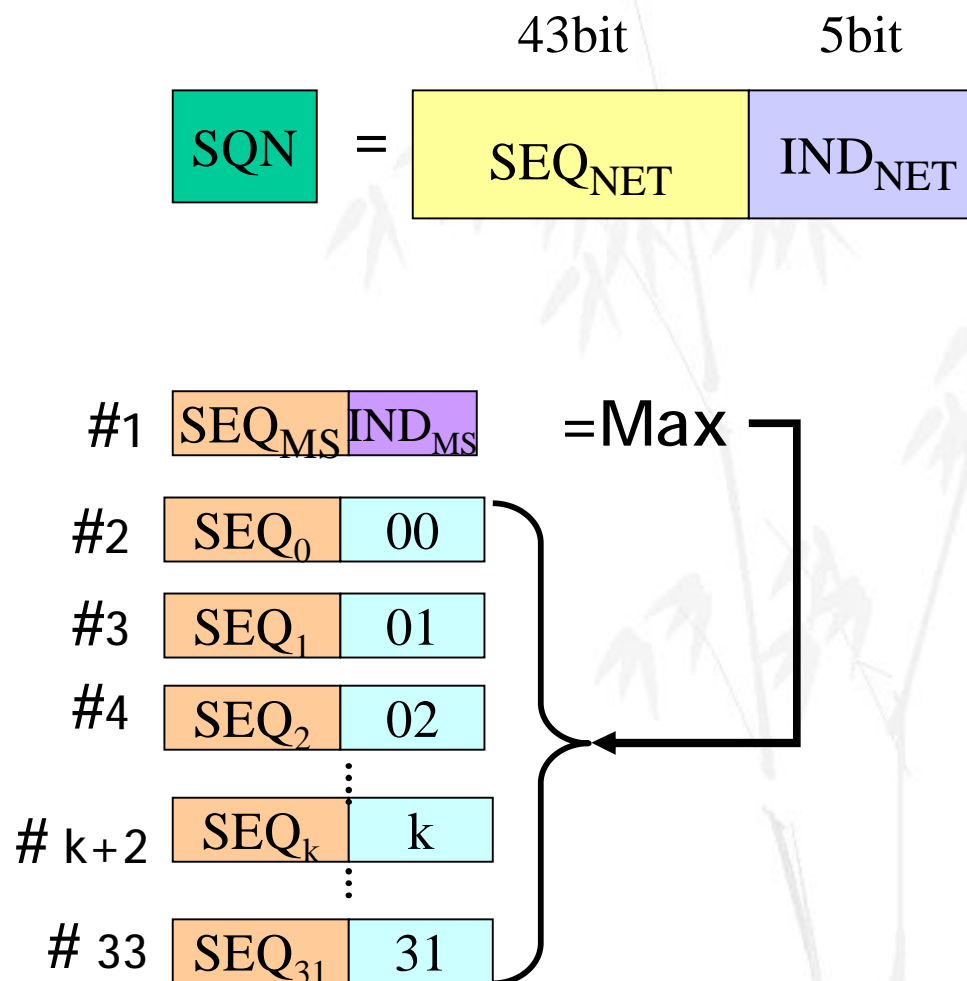 43bit 5bit
SQN = SEQNET INDNET
#1 SEQMS INDMS =Max
#2 SEQ0 00
#3 SEQ1 01
#4 SEQ2 02
# k+2 SEQk k
# 33 SEQ31 31